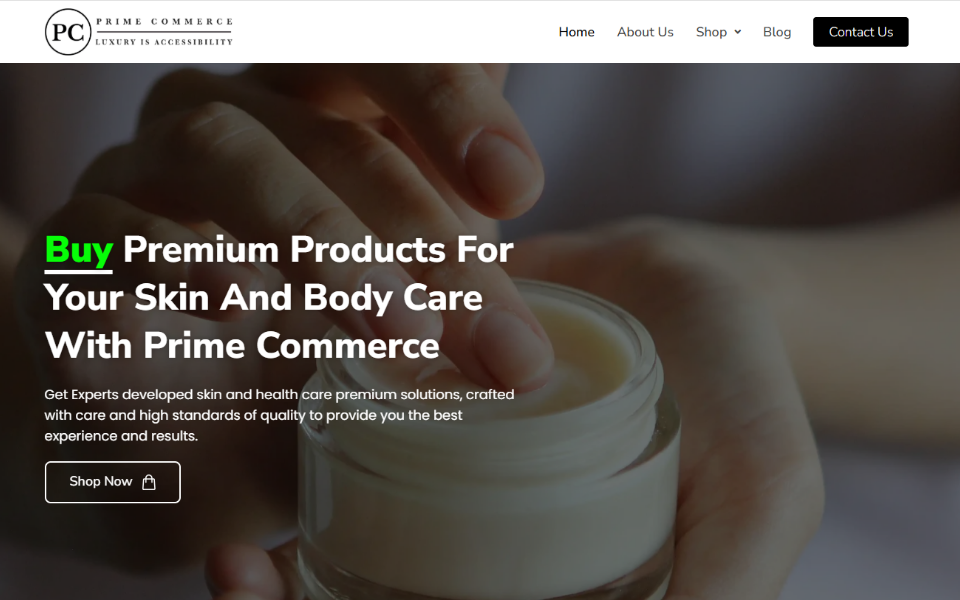 PC
PRIME COMMERCE
LUXURY IS ACCESSIBILITY
Home
About Us
Shop
Blog
Contact Us
Buy Premium Products For
Your Skin And Body Care
With Prime Commerce
Get Experts developed skin and health care premium solutions, crafted
with care and high standards of quality to provide you the best
experience and results.
Shop Now